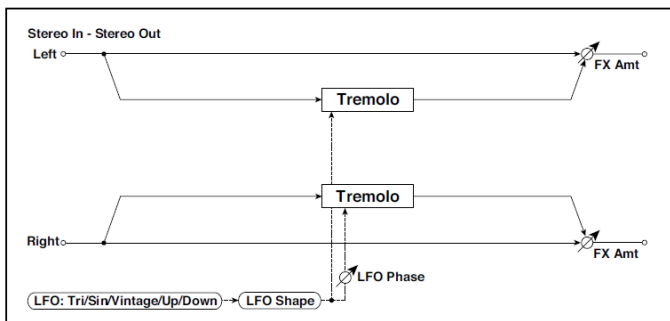 Stereo In - Stereo Out
Left
FX Amt
Tremolo
Tremolo
Right
FX Amt
LFO Phase
LFO: Tri/Sin/Vintage/Up/Down
LFO Shape